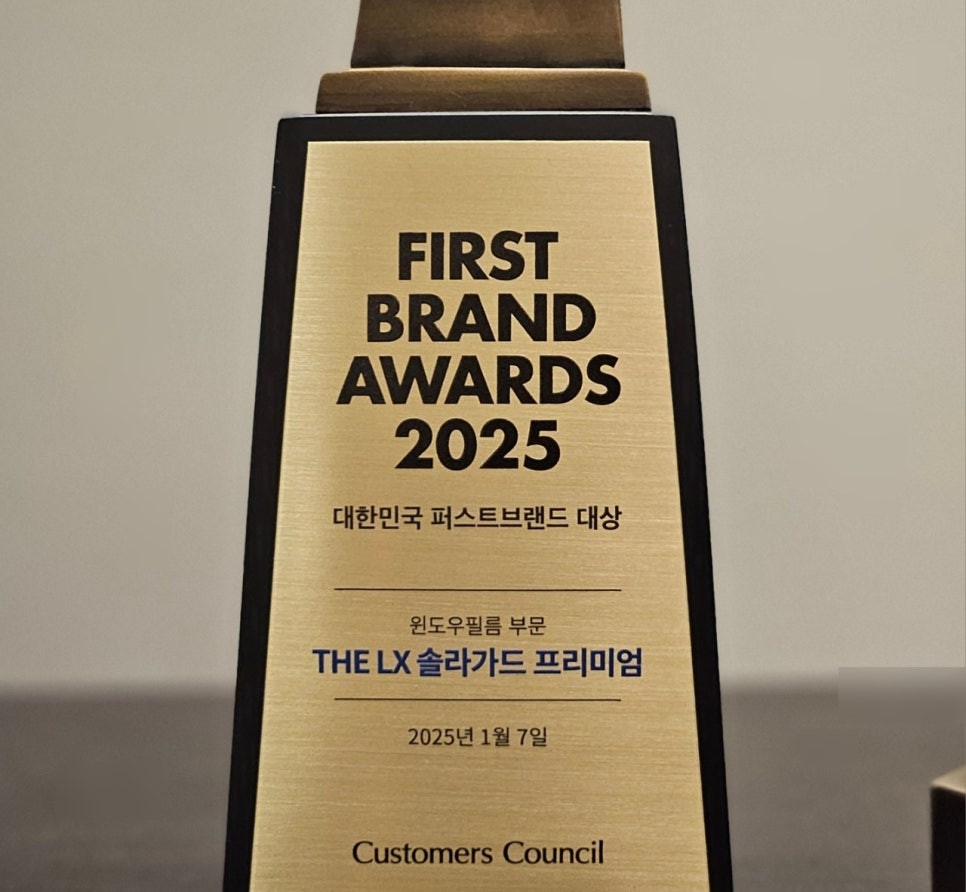 FIRST
BRAND
AWARDS
2025
대한민국 퍼스트브랜드 대상
윈도우필름 부문
THE LX 솔라가드 프리미엄
2025년 1월 7일
Customers Council